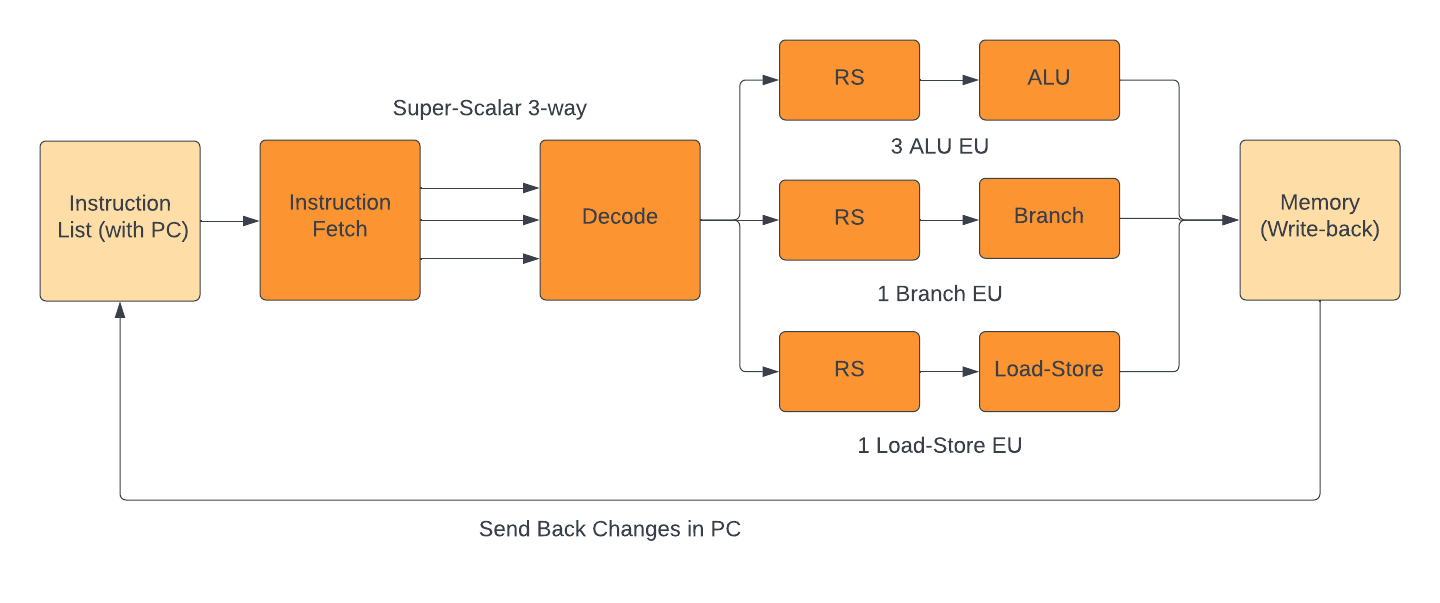 Super-Scalar 3-way
Instruction
List (with PC)
Instruction
Fetch
Decode
RS
ALU
3 ALU EU
RS
Branch
1 Branch EU
RS
Load-Store
1 Load-Store EU
Memory
(Write-back)
Send Back Changes in PC